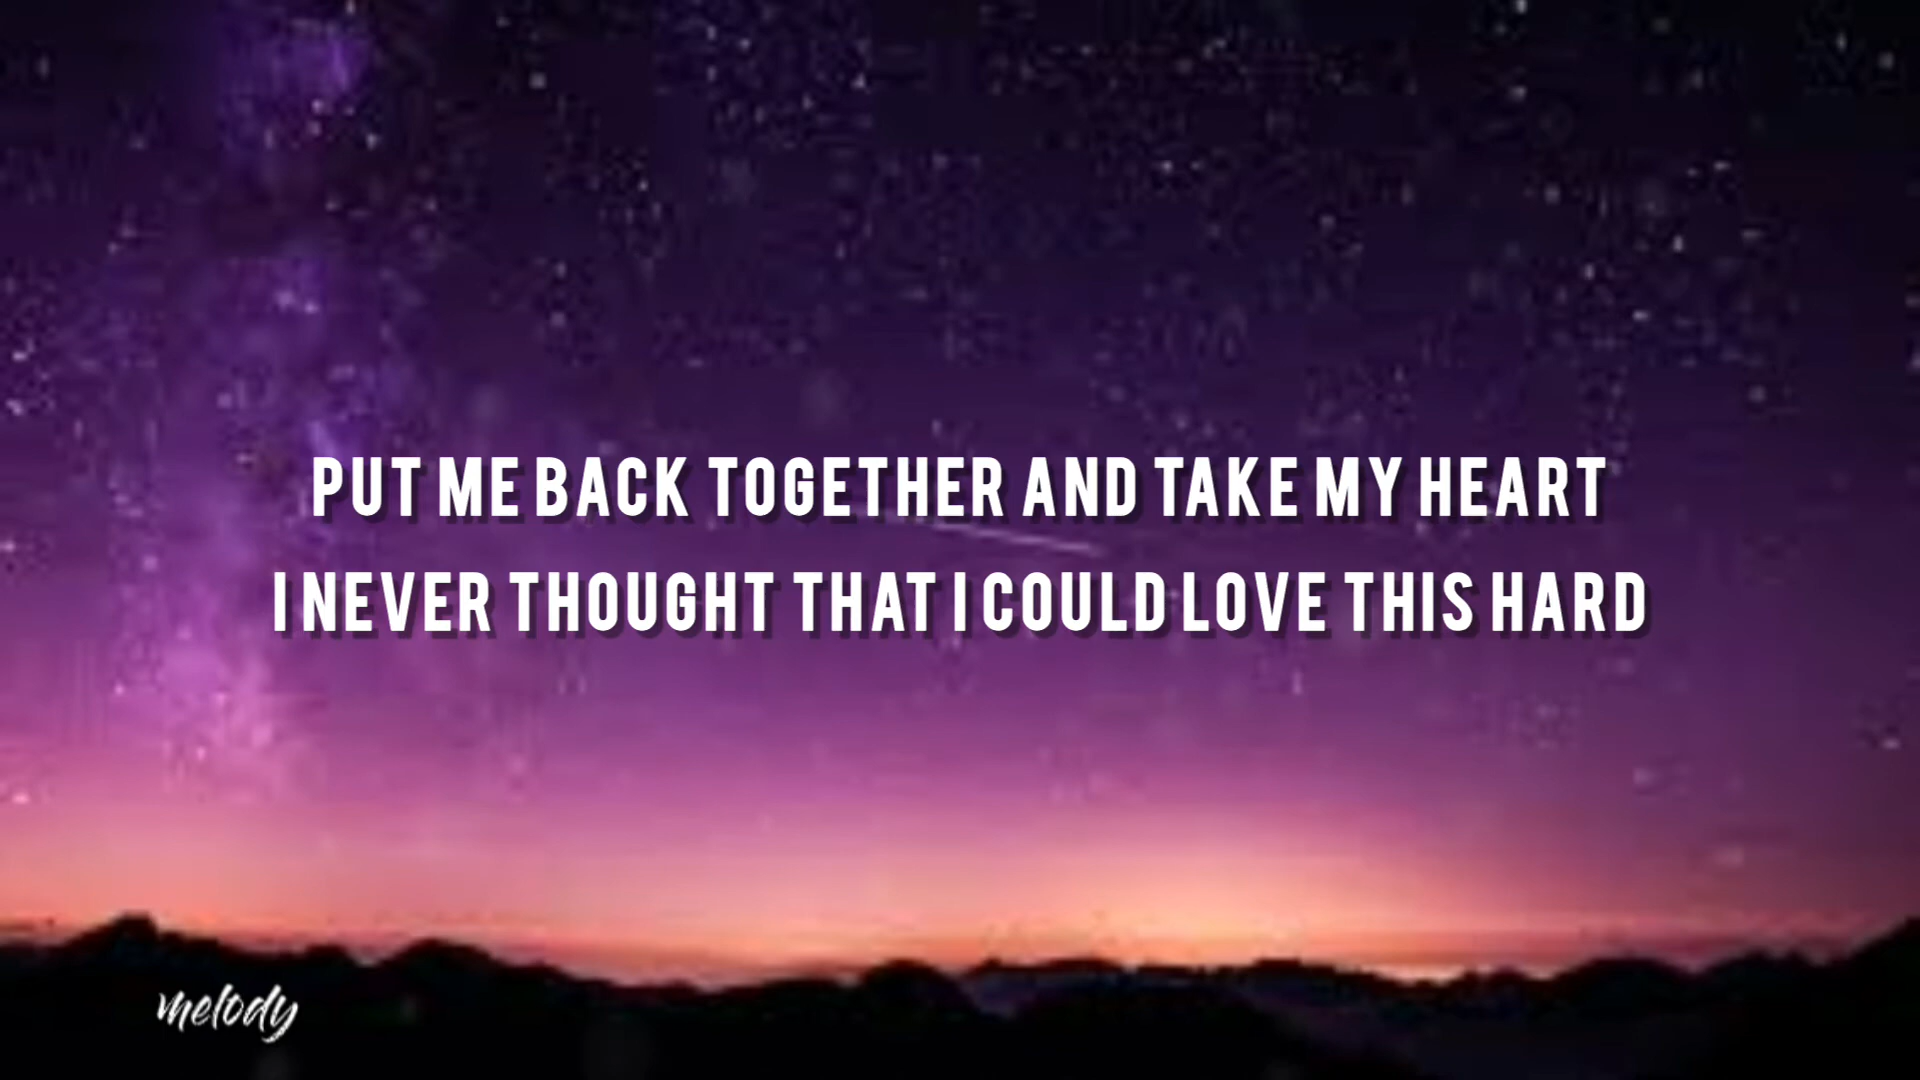 PUT ME BACK TOGETHER AND TAKE MY HEART
I NEVER THOUGHT THAT I COULD LOVE THIS HARD
melody